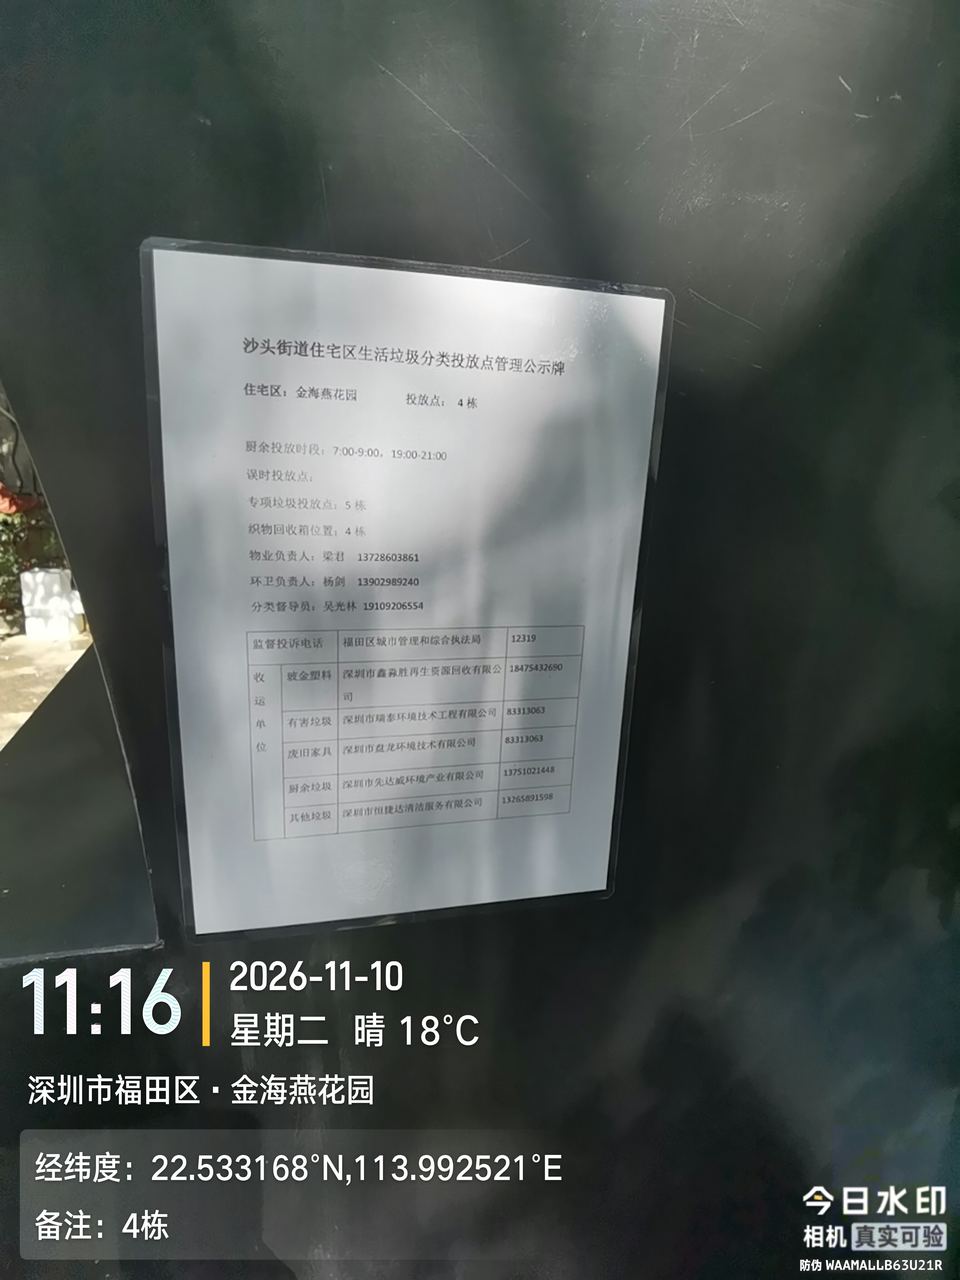 沙头街道住宅区生活垃圾分类投放点管理公示牌
住宅区：金海燕花园 投放点： 4 栋
厨余投放时段：7:00-9:00，19:00-21:00
误时投放点：
专项垃圾投放点：5 栋
织物回收箱位置：4 栋
物业负责人：梁君 13728603861
环卫负责人：杨剑 13902989240
分类督导员：吴光林 19109206554
监督投诉电话 福田区城市管理和综合执法局 12319
收运单位
玻金塑料 深圳市鑫淼胜再生资源回收有限公司 18475432690
有害垃圾 深圳市瑞泰环境技术工程有限公司 83313063
废旧家具 深圳市盘龙环境技术有限公司 83313063
厨余垃圾 深圳市先达威环境产业有限公司 13751021448
其他垃圾 深圳市恒捷达清洁服务有限公司 13265891598
11:16
2026-11-10
星期二 晴 18°C
深圳市福田区·金海燕花园
经纬度：22.533168°N,113.992521°E
备注：4栋
今日水印
相机 真实可验
防伪 WAAMALLB63U21R